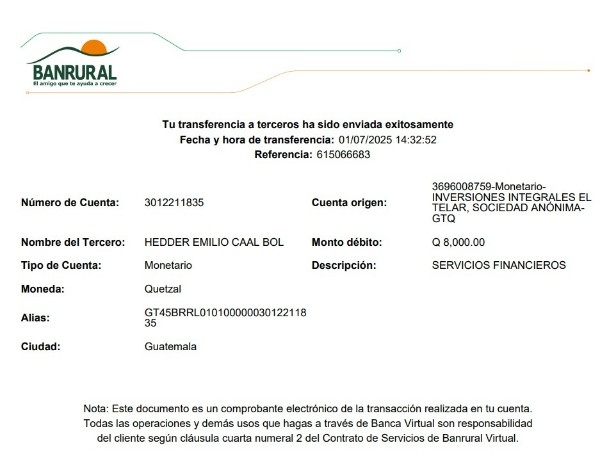 BANRURAL
El amigo que te ayuda a crecer
Tu transferencia a terceros ha sido enviada exitosamente
Fecha y hora de transferencia: 01/07/2025 14:32:52
Referencia: 615066683
Número de Cuenta: 3012211835
Cuenta origen: 3696008759-Monetario-
INVERSIONES INTEGRALES EL
TELAR, SOCIEDAD ANÓNIMA-
GTQ
Nombre del Tercero: HEDDER EMILIO CAAL BOL
Monto débito: Q 8,000.00
Tipo de Cuenta: Monetario
Descripción: SERVICIOS FINANCIEROS
Moneda: Quetzal
Alias: GT45BRRL010100000030122118
35
Ciudad: Guatemala
Nota: Este documento es un comprobante electrónico de la transacción realizada en tu cuenta.
Todas las operaciones y demás usos que hagas a través de Banca Virtual son responsabilidad
del cliente según cláusula cuarta numeral 2 del Contrato de Servicios de Banrural Virtual.